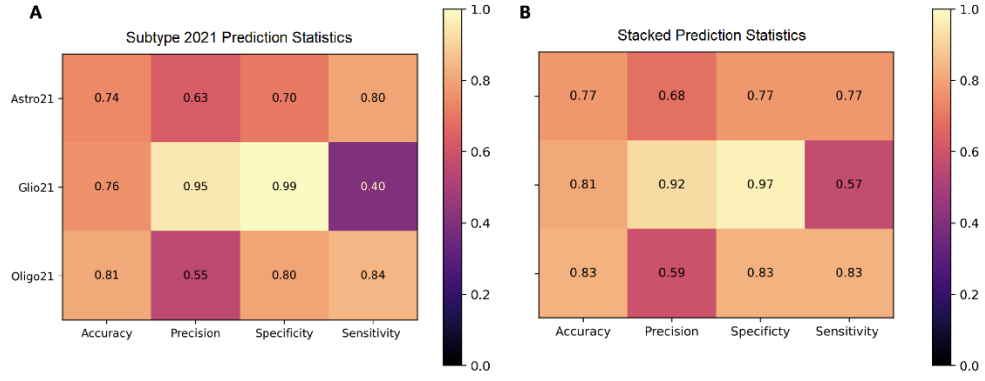 A
Subtype 2021 Prediction Statistics
Astro21
0.74 0.63 0.70 0.80
Glio21
0.76 0.95 0.99 0.40
Oligo21
0.81 0.55 0.80 0.84
Accuracy Precision Specificity Sensitivity
1.0
0.8
0.6
0.4
0.2
0.0
B
Stacked Prediction Statistics
0.77 0.68 0.77 0.77
0.81 0.92 0.97 0.57
0.83 0.59 0.83 0.83
Accuracy Precision Specificty Sensitivity
1.0
0.8
0.6
0.4
0.2
0.0